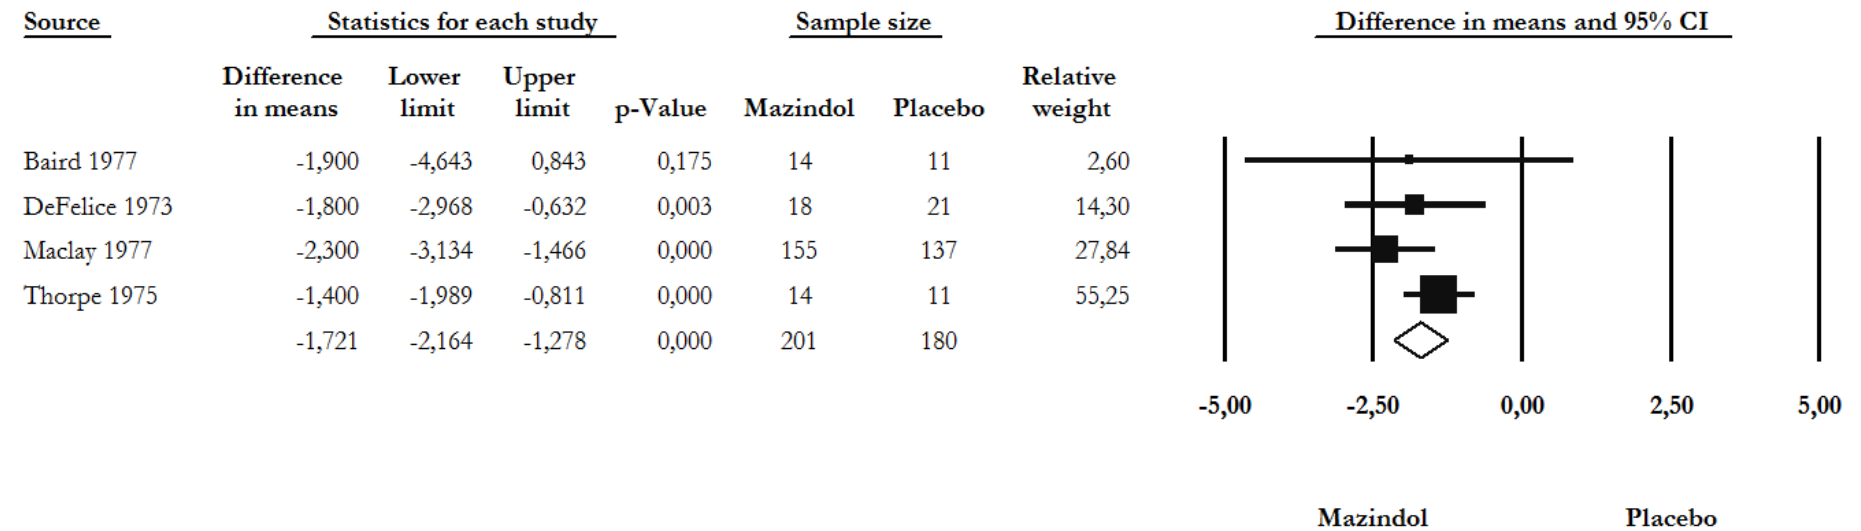 Source Statistics for each study Sample size Difference in means and 95% CI
Difference Lower Upper Relative
in means limit limit p-Value Mazindol Placebo weight
Baird 1977 -1,900 -4,643 0,843 0,175 14 11 2,60
DeFelice 1973 -1,800 -2,968 -0,632 0,003 18 21 14,30
Maclay 1977 -2,300 -3,134 -1,466 0,000 155 137 27,84
Thorpe 1975 -1,400 -1,989 -0,811 0,000 14 11 55,25
-1,721 -2,164 -1,278 0,000 201 180
-5,00 -2,50 0,00 2,50 5,00
Mazindol Placebo